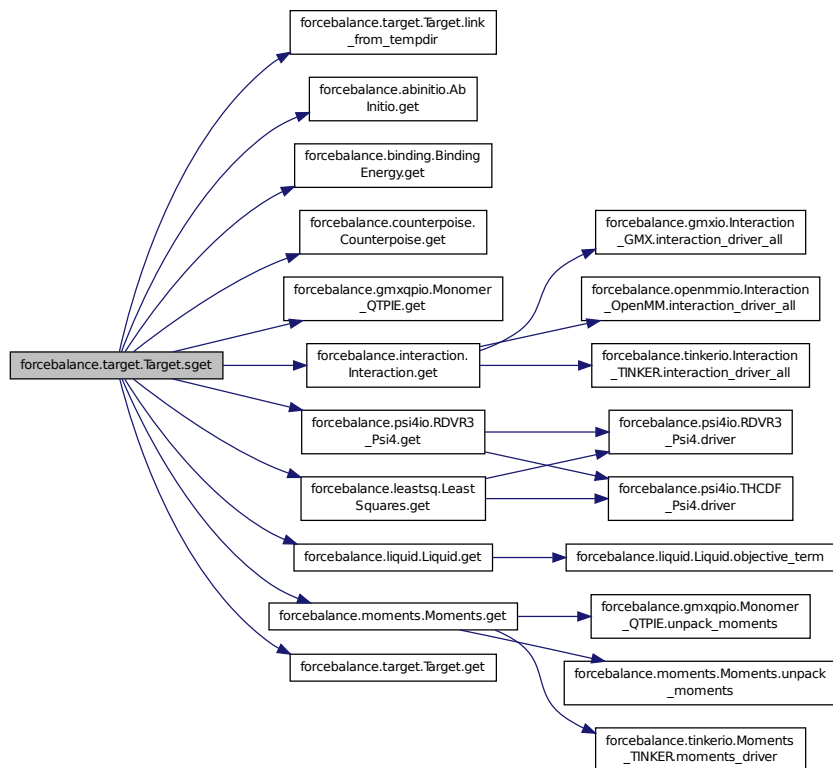 forcebalance.target.Target.link
_from_tempdir
forcebalance.abinitio.Ab
Initio.get
forcebalance.binding.Binding
Energy.get
forcebalance.counterpoise.
Counterpoise.get
forcebalance.gmxqpio.Monomer
_QTPIE.get
forcebalance.target.Target.sget
forcebalance.interaction.
Interaction.get
forcebalance.psi4io.RDVR3
_Psi4.get
forcebalance.leastsq.Least
Squares.get
forcebalance.liquid.Liquid.get
forcebalance.moments.Moments.get
forcebalance.target.Target.get
forcebalance.gmxio.Interaction
_GMX.interaction_driver_all
forcebalance.openmmio.Interaction
_OpenMM.interaction_driver_all
forcebalance.tinkerio.Interaction
_TINKER.interaction_driver_all
forcebalance.psi4io.RDVR3
_Psi4.driver
forcebalance.psi4io.THCDF
_Psi4.driver
forcebalance.liquid.Liquid.objective_term
forcebalance.gmxqpio.Monomer
_QTPIE.unpack_moments
forcebalance.moments.Moments.unpack
_moments
forcebalance.tinkerio.Moments
_TINKER.moments_driver